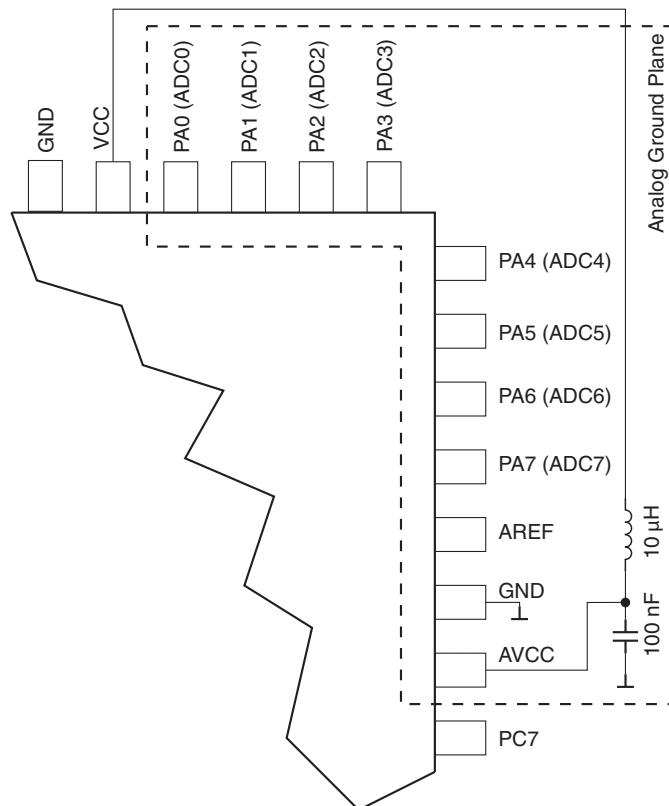 GND
VCC
PA0 (ADC0)
PA1 (ADC1)
PA2 (ADC2)
PA3 (ADC3)
Analog Ground Plane
PA4 (ADC4)
PA5 (ADC5)
PA6 (ADC6)
PA7 (ADC7)
AREF
10 µH
GND
AVCC
100 nF
PC7